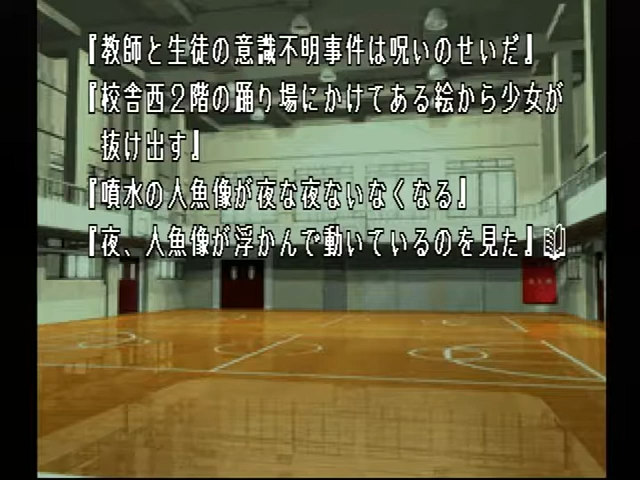 『教師と生徒の意識不明事件は呪いのせいだ』
『校舎西２階の踊り場にかけてある絵から少女が
抜け出す』
『噴水の人魚像が夜な夜ないなくなる』
『夜、人魚像が浮かんで動いているのを見た』